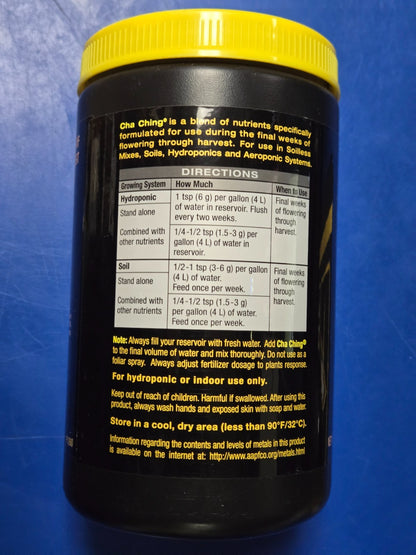 Cha Ching® is a blend of nutrients specifically
formulated for use during the final weeks of
flowering through harvest. For use in Soilless
Mixes, Soils, Hydroponics and Aeroponic Systems.
DIRECTIONS
Growing System How Much When to Use
Hydroponic
Stand alone
1 tsp (6 g) per gallon (4 L)
of water in reservoir. Flush
every two weeks.
Final weeks
of flowering
through
harvest.
Combined with
other nutrients
1/4-1/2 tsp (1.5-3 g) per
gallon (4 L) of water in
reservoir.
Soil
Stand alone
1/2-1 tsp (3-6 g) per gallon
(4 L) of water.
Feed once per week.
Final weeks
of flowering
through
harvest.
Combined with
other nutrients
1/4-1/2 tsp (1.5-3 g)
per gallon (4 L) of water.
Feed once per week.
Note: Always fill your reservoir with fresh water. Add Cha Ching®
to the final volume of water and mix thoroughly. Do not use as a
foliar spray. Always adjust fertilizer dosage to plants response.
For hydroponic or indoor use only.
Keep out of reach of children. Harmful if swallowed. After using this
product, always wash hands and exposed skin with soap and water.
Store in a cool, dry area (less than 90°F/32°C).
Information regarding the contents and levels of metals in this product
is available on the internet at: http://www.aapfco.org/metals.html